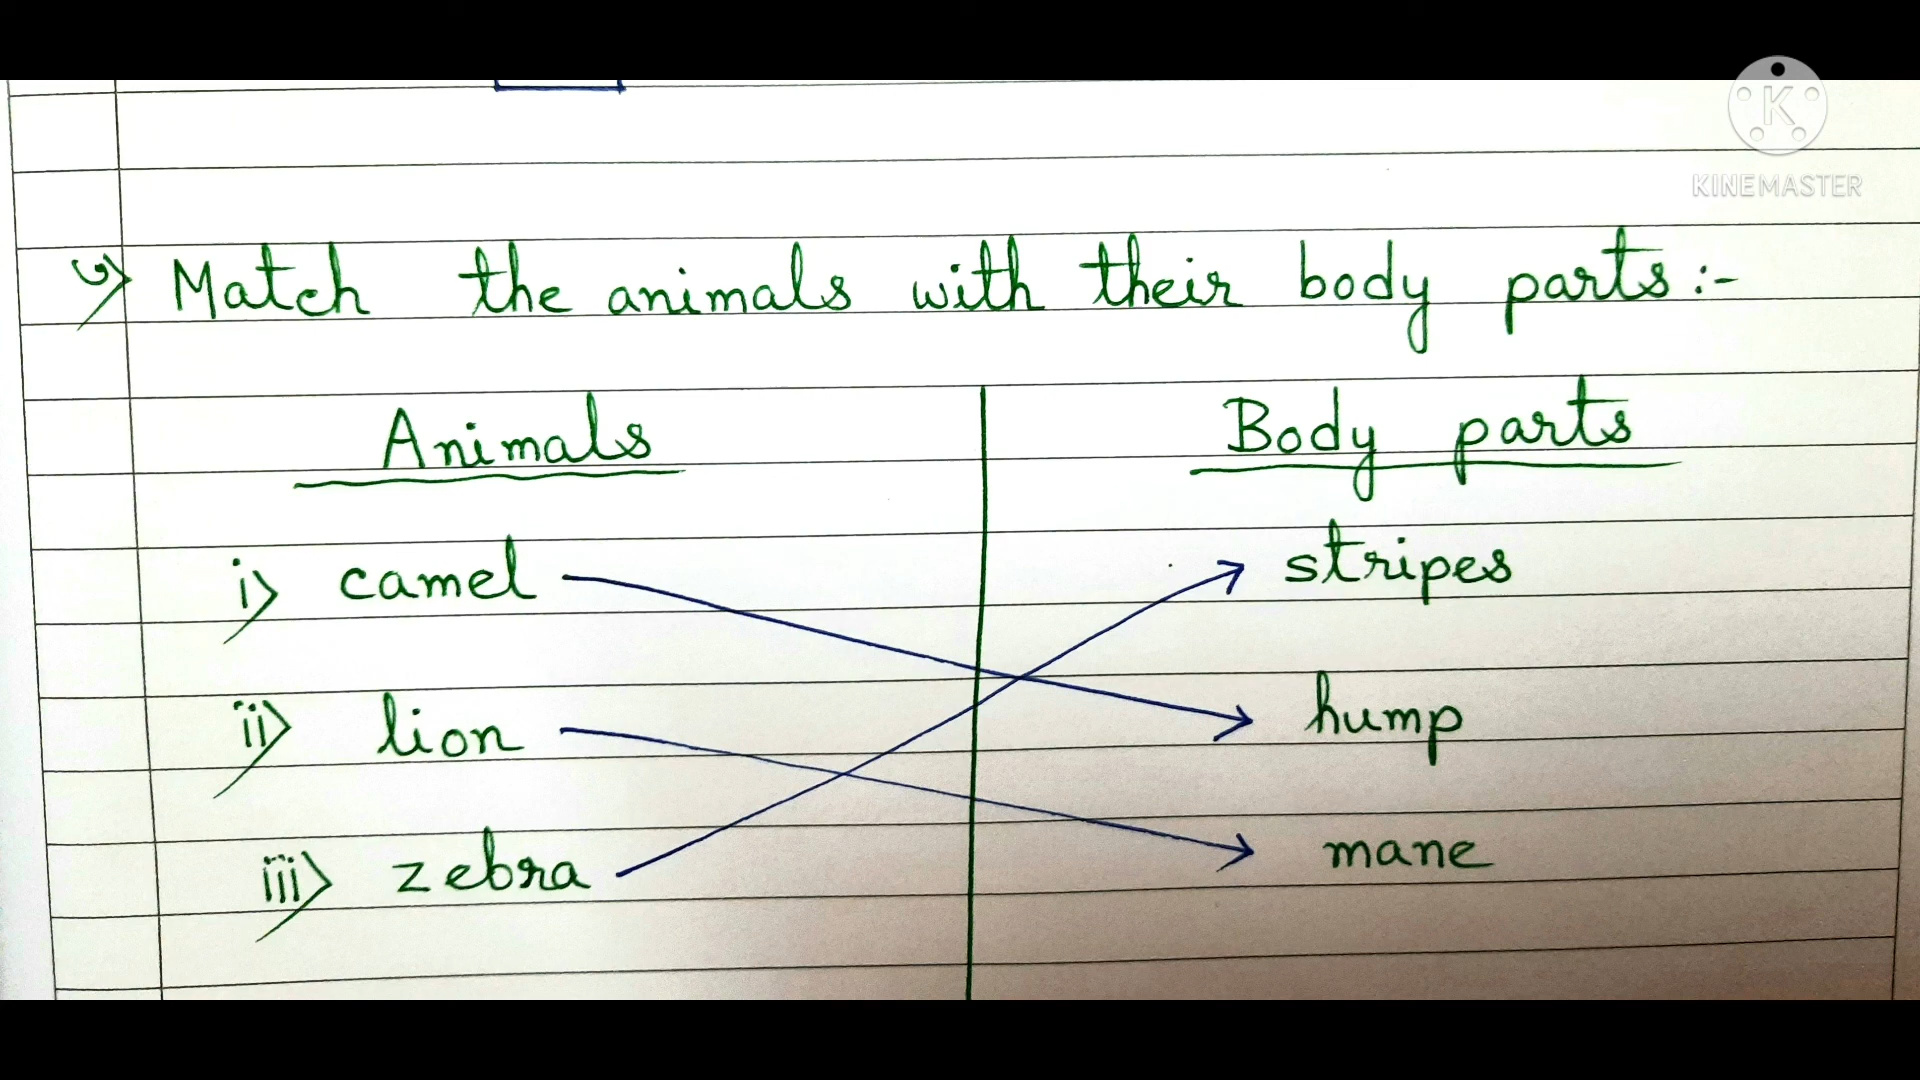 KINEMASTER
Match the animals with their body parts:-
Animals Body parts
i) camel stripes
ii) lion hump
iii) zebra mane